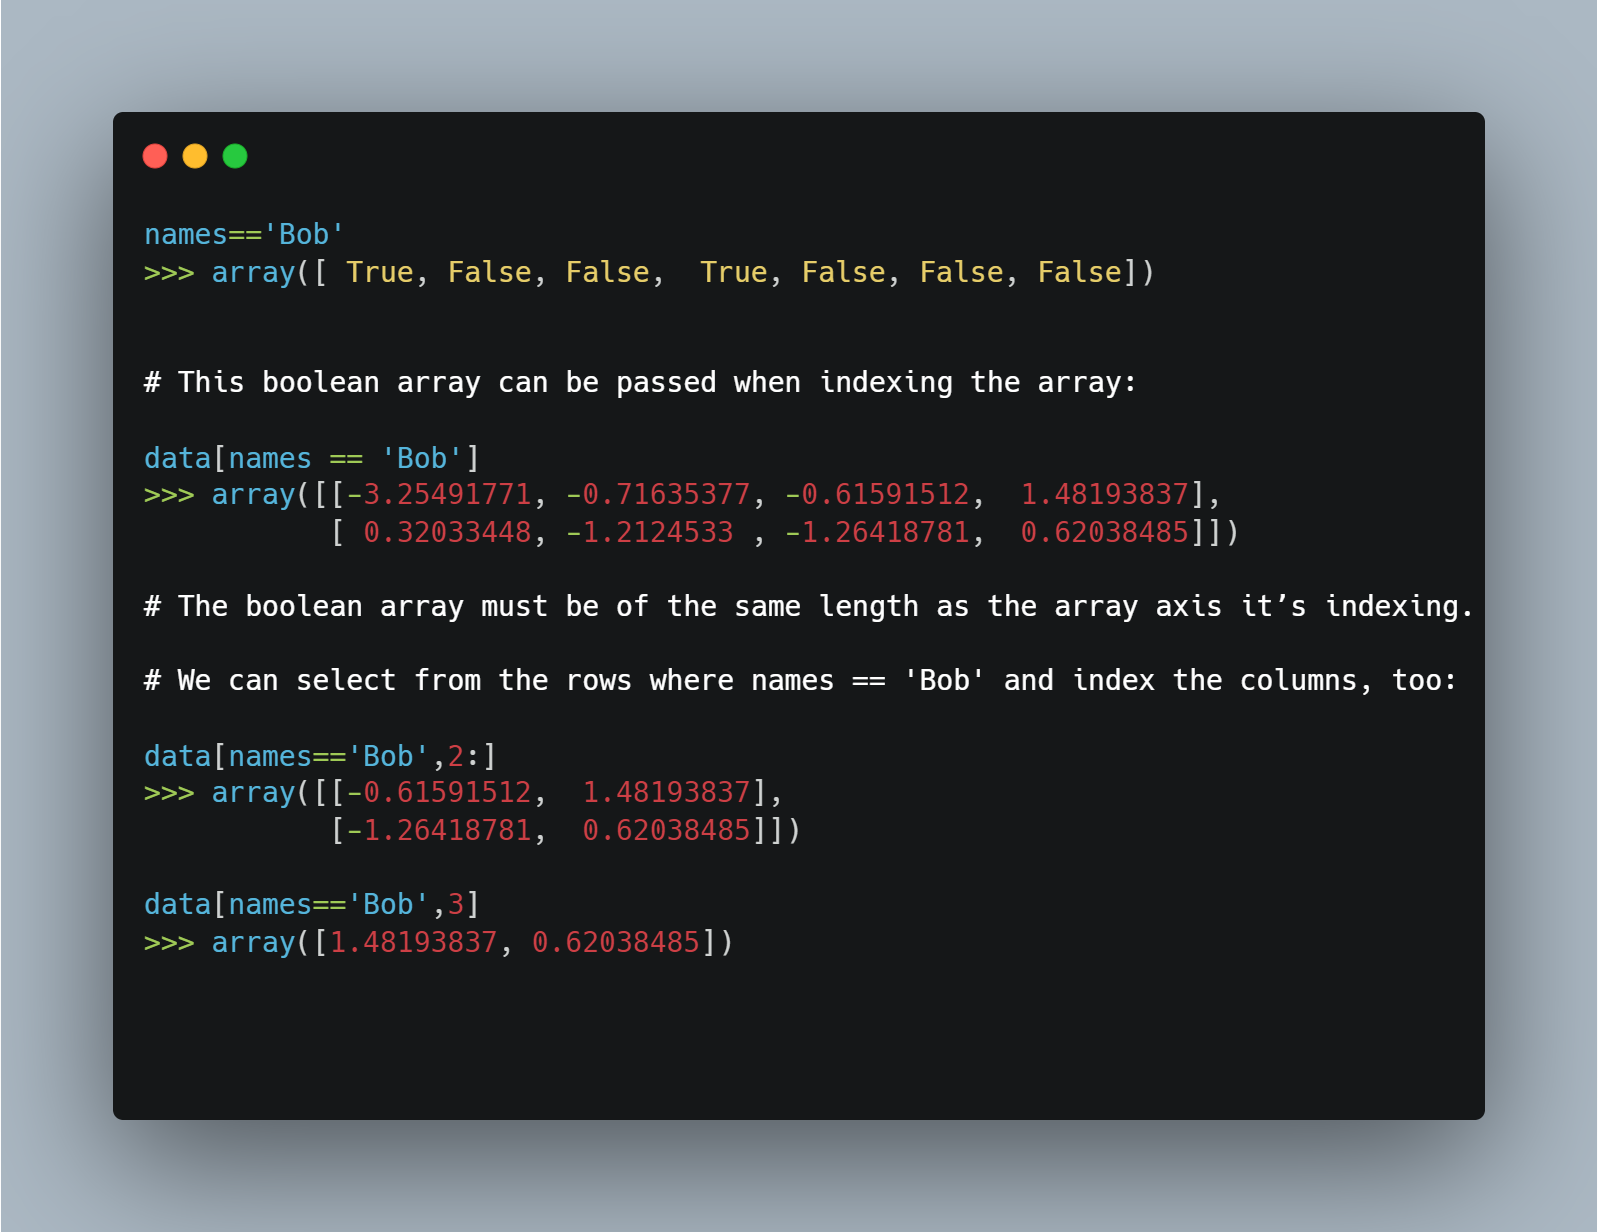 names=='Bob'
>>> array([ True, False, False,  True, False, False, False])
# This boolean array can be passed when indexing the array:
data[names == 'Bob']
>>> array([[-3.25491771, -0.71635377, -0.61591512,  1.48193837],
           [ 0.32033448, -1.2124533 , -1.26418781,  0.62038485]])
# The boolean array must be of the same length as the array axis it’s indexing.
# We can select from the rows where names == 'Bob' and index the columns, too:
data[names=='Bob',2:]
>>> array([[-0.61591512,  1.48193837],
           [-1.26418781,  0.62038485]])
data[names=='Bob',3]
>>> array([1.48193837, 0.62038485])